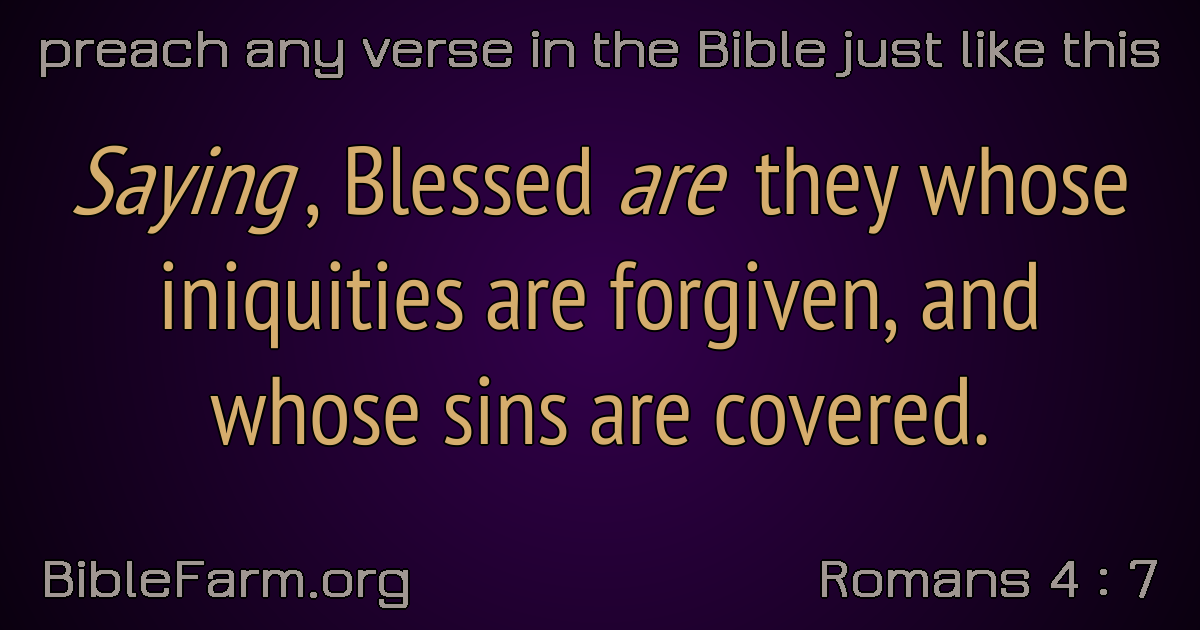 preach any verse in the Bible just like this
Saying , Blessed are they whose
iniquities are forgiven, and
whose sins are covered.
BibleFarm.org
Romans 4 : 7